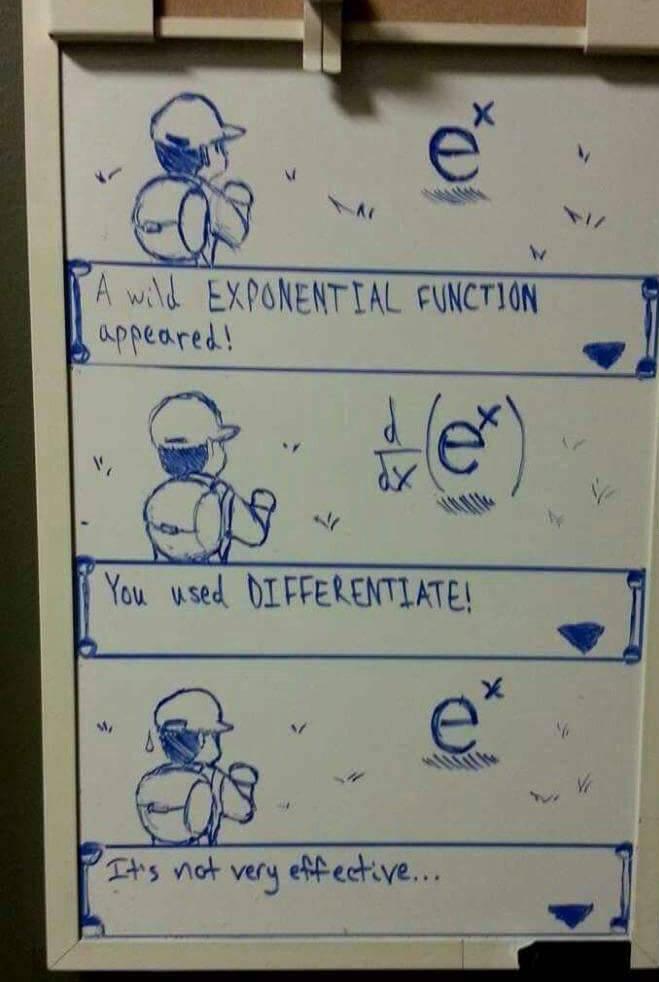 e^x
A wild EXPONENTIAL FUNCTION
appeared!
d/dx (e^x)
You used DIFFERENTIATE!
e^x
It's not very effective...